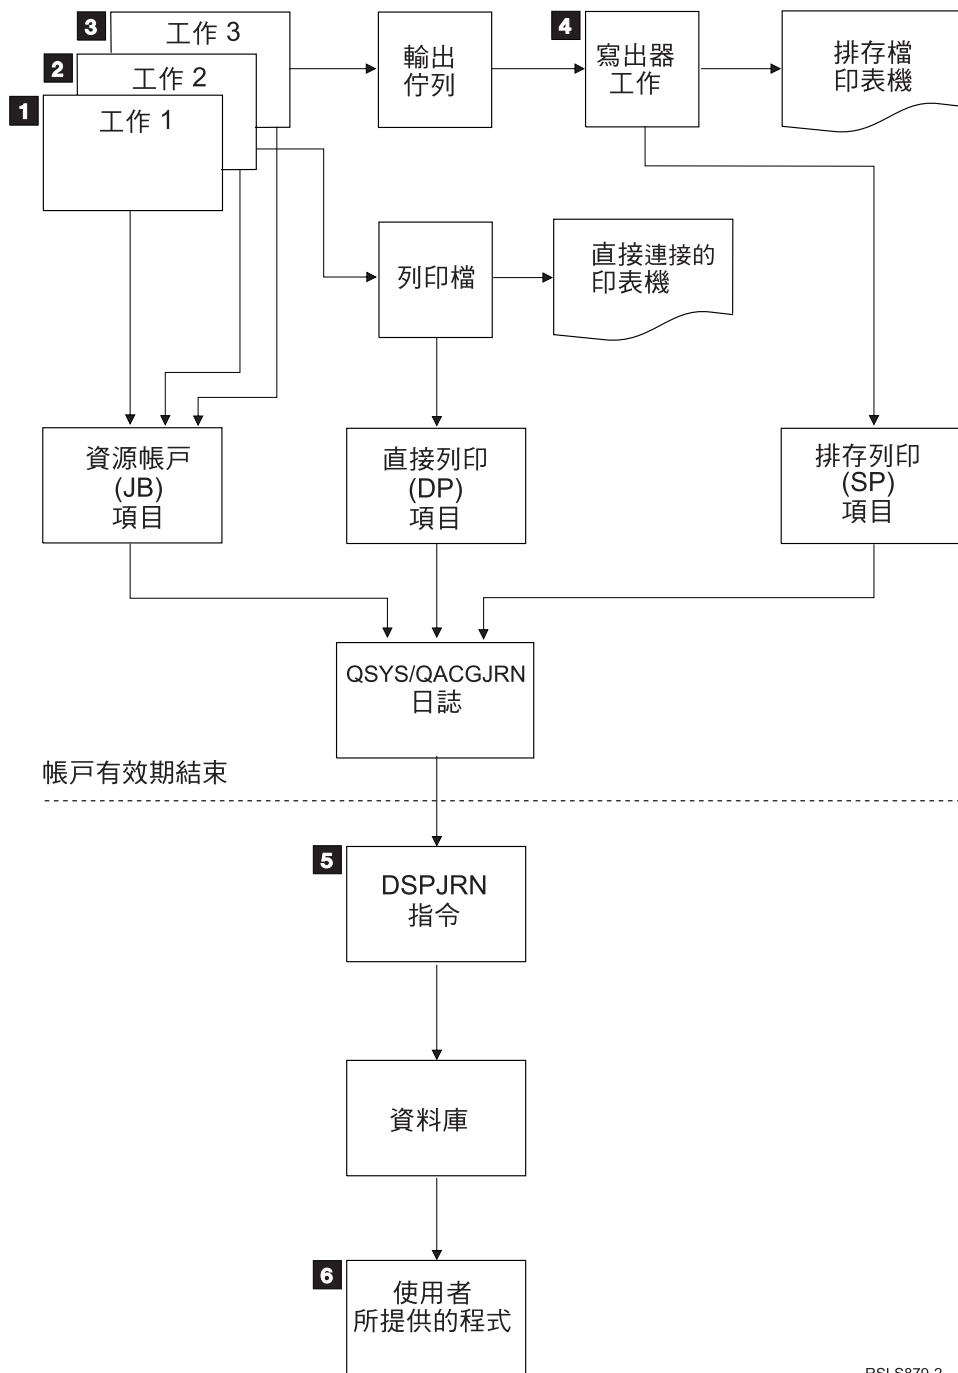 3
工作 3
2
工作 2
1
工作 1
輸出
佇列
4
寫出器
工作
排存檔
印表機
列印檔
直接連接的
印表機
資源帳戶
(JB)
項目
直接列印
(DP)
項目
排存列印
(SP)
項目
QSYS/QACGJRN
日誌
帳戶有效期結束
5
DSPJRN
指令
資料庫
6
使用者
所提供的程式